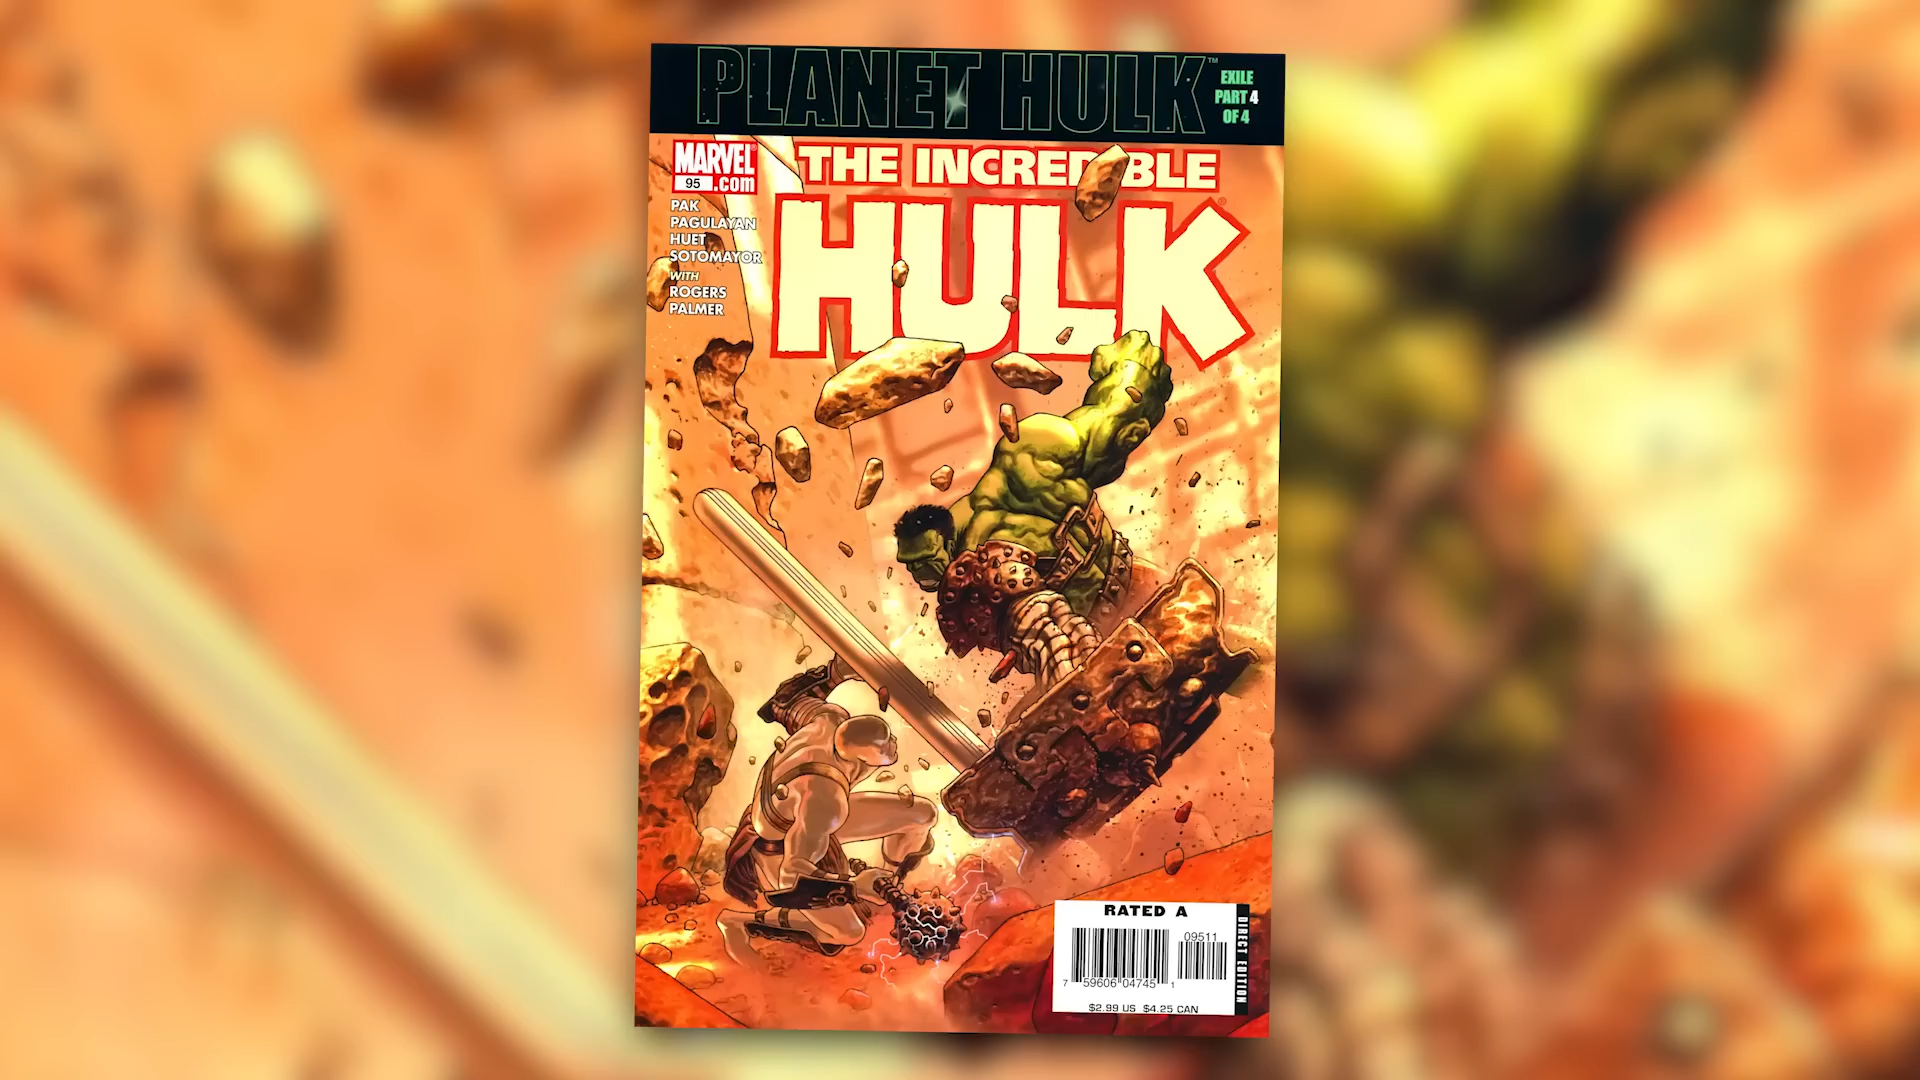 PLANET HULK™
EXILE
PART 4
OF 4
MARVEL
95 .com
THE INCREDIBLE
HULK®
PAK
PAGULAYAN
HUET
SOTOMAYOR
WITH
ROGERS
PALMER
RATED A
09511
7 59606 04745 1
$2.99 US $4.25 CAN
DIRECT EDITION